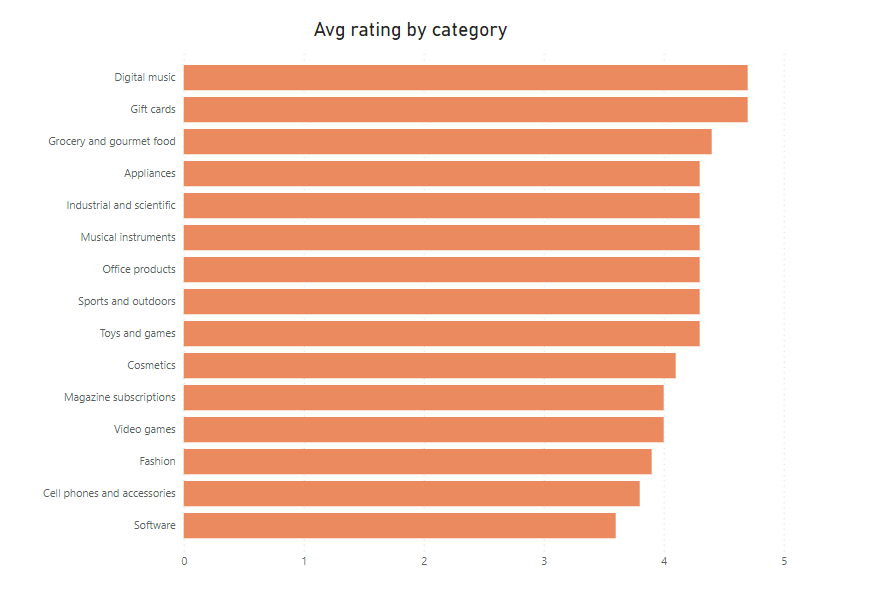 Avg rating by category
Digital music
Gift cards
Grocery and gourmet food
Appliances
Industrial and scientific
Musical instruments
Office products
Sports and outdoors
Toys and games
Cosmetics
Magazine subscriptions
Video games
Fashion
Cell phones and accessories
Software
0 1 2 3 4 5